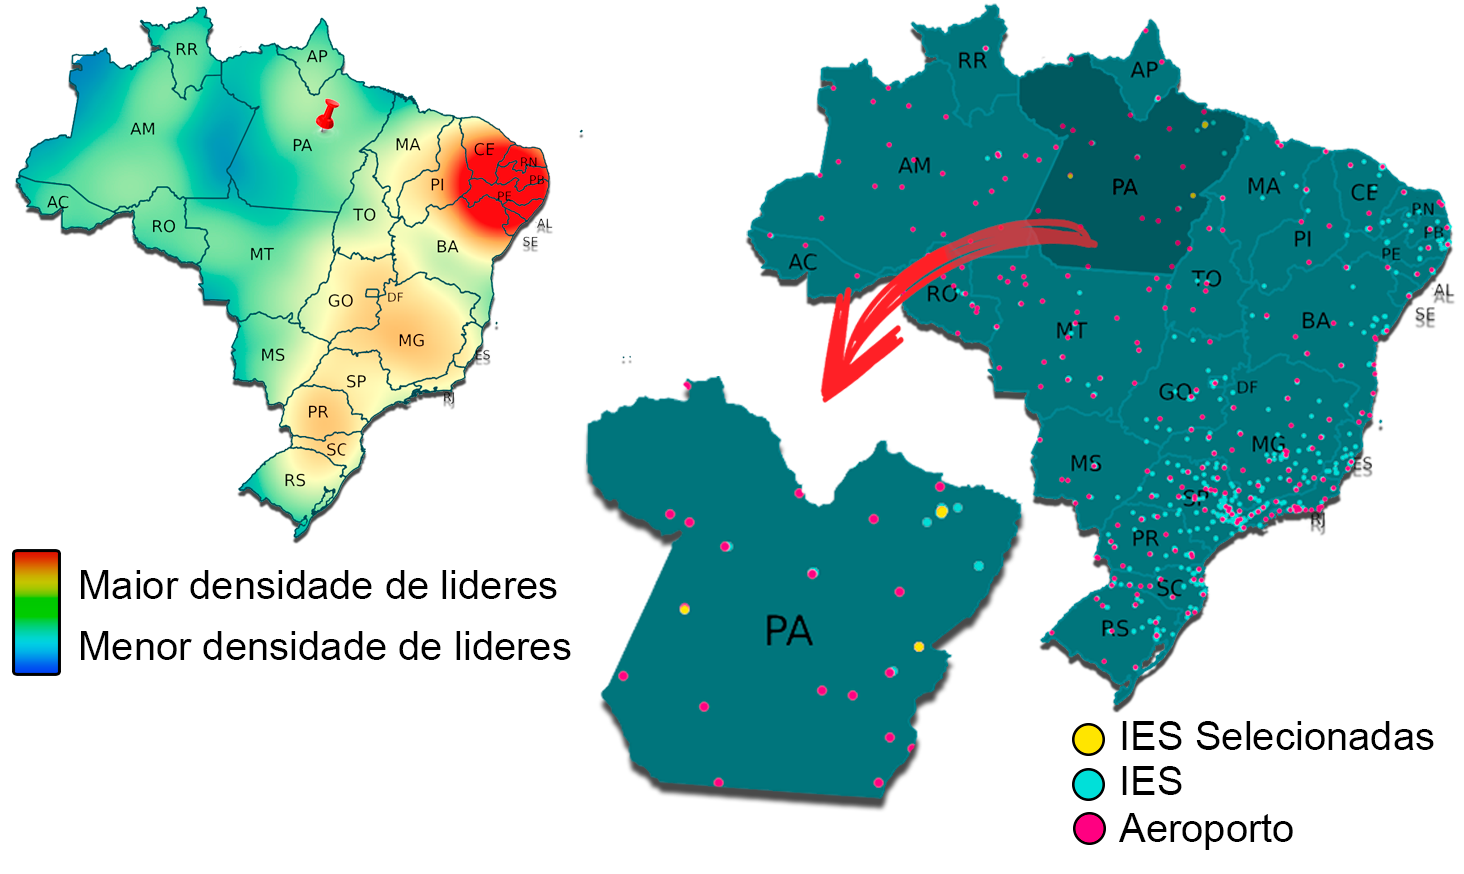 RR
AP
AM
PA
MA
CE
RN
PB
PI
PE
AC
TO
AL
RO
SE
BA
MT
GO
DF
MG
MS
ES
SP
RJ
PR
SC
RS
Maior densidade de lideres
Menor densidade de lideres
RR
AP
AM
PA
MA
CE
RN
PB
PI
PE
AC
TO
AL
RO
SE
BA
MT
GO
DF
MG
MS
ES
SP
RJ
PR
SC
RS
PA
IES Selecionadas
IES
Aeroporto